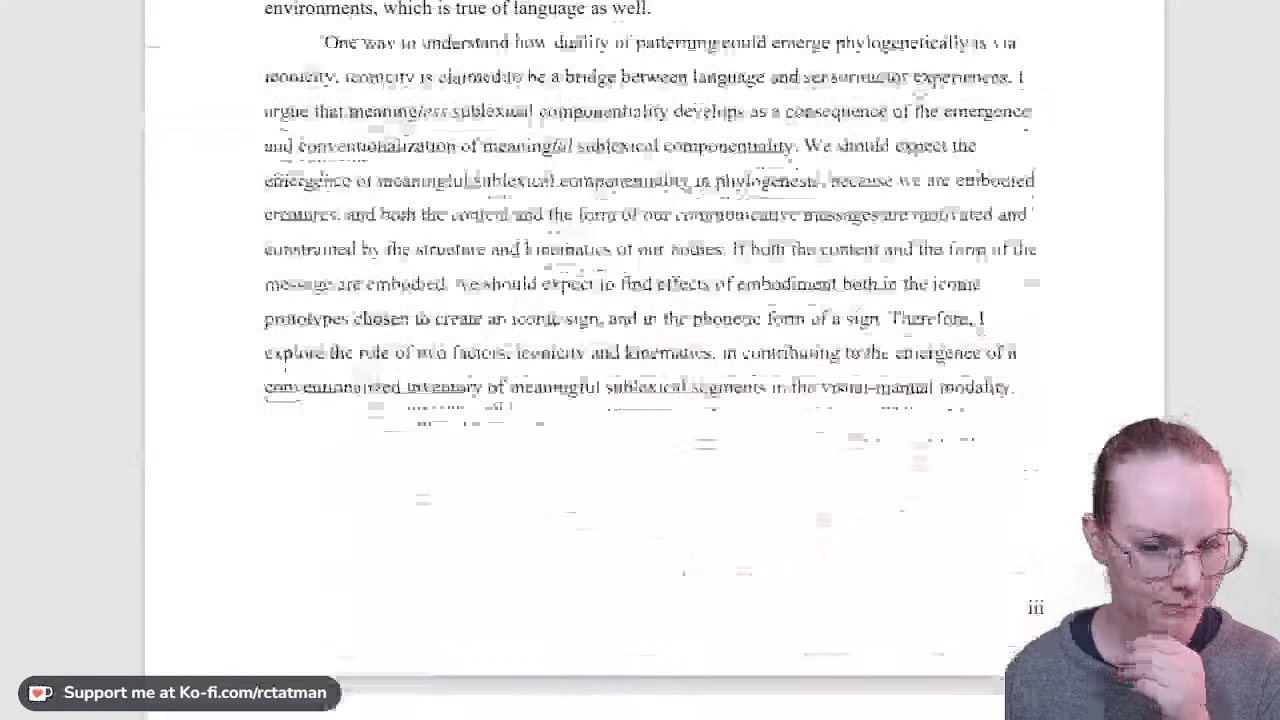 environments, which is true of language as well.
One way to understand how duality of patterning could emerge phylogenetically is via
iconicity. Iconicity is claimed to be a bridge between language and sensorimotor experiences. I
argue that meaningless sublexical componentiality develops as a consequence of the emergence
and conventionalization of meaningful sublexical componentiality. We should expect the
emergence of meaningful sublexical componentiality in phylogenesis, because we are embodied
creatures, and both the content and the form of our communicative messages are motivated and
constrained by the structure and kinematics of our bodies. If both the content and the form of the
message are embodied, we should expect to find effects of embodiment both in the iconic
prototypes chosen to create an iconic sign, and in the phonetic form of a sign. Therefore, I
explore the role of two factors, iconicity and kinematics, in contributing to the emergence of a
conventionalized inventory of meaningful sublexical segments in the visual-manual modality.
iii
Support me at Ko-fi.com/rctatman